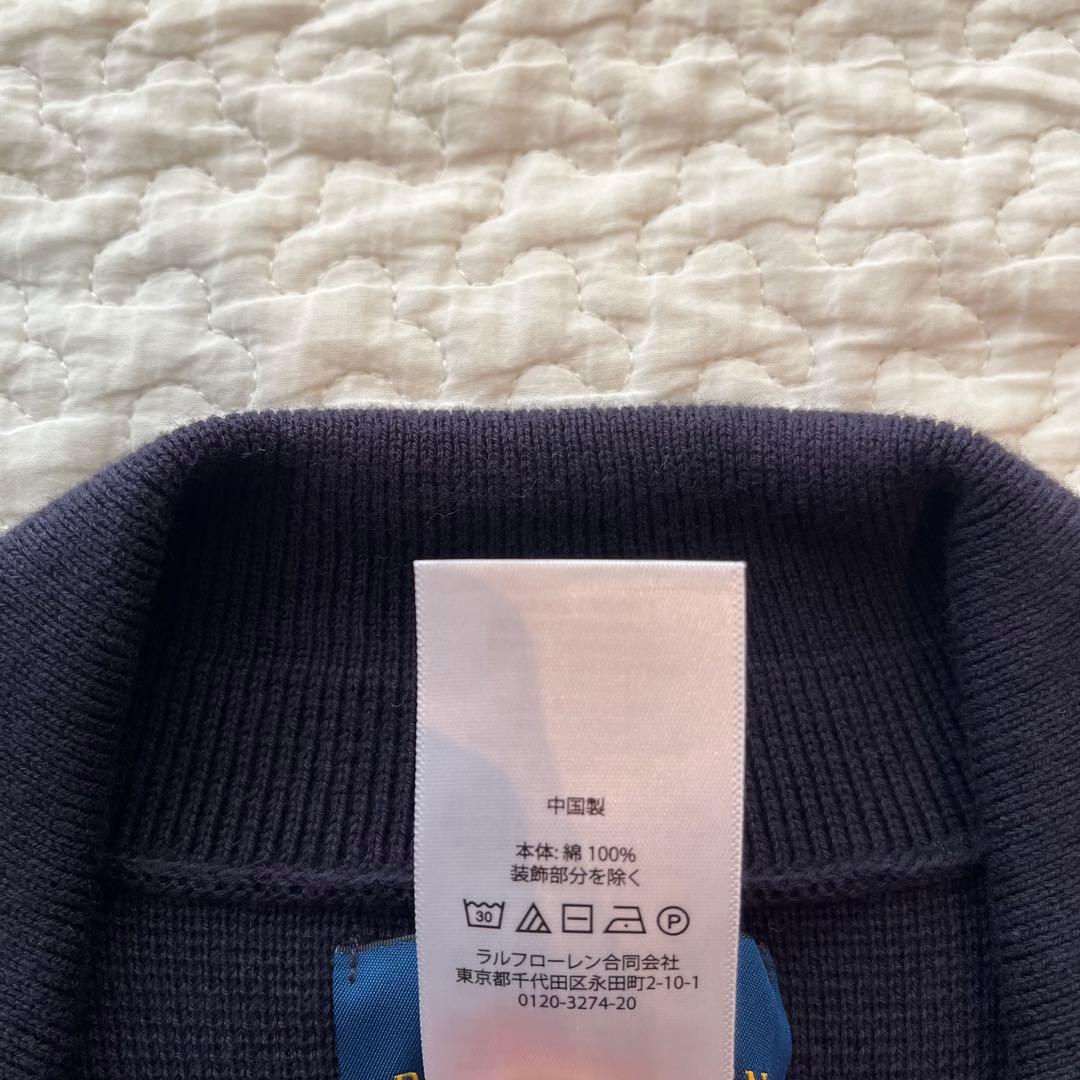 中国製
本体: 綿 100%
装飾部分を除く
30 P
ラルフローレン合同会社
東京都千代田区永田町2-10-1
0120-3274-20